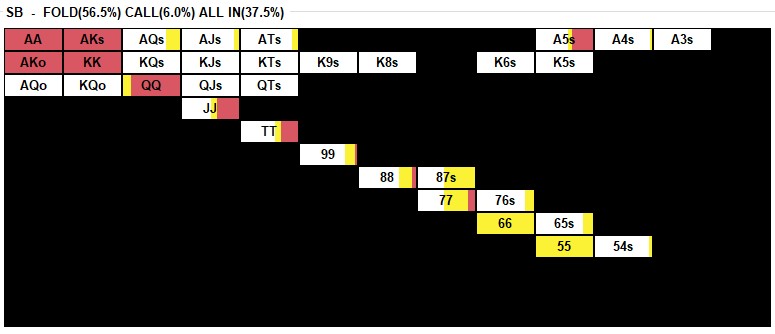 SB - FOLD(56.5%) CALL(6.0%) ALL IN(37.5%)
AA AKs AQs AJs ATs A5s A4s A3s
AKo KK KQs KJs KTs K9s K8s K6s K5s
AQo KQo QQ QJs QTs
JJ
TT
99
88 87s
77 76s
66 65s
55 54s